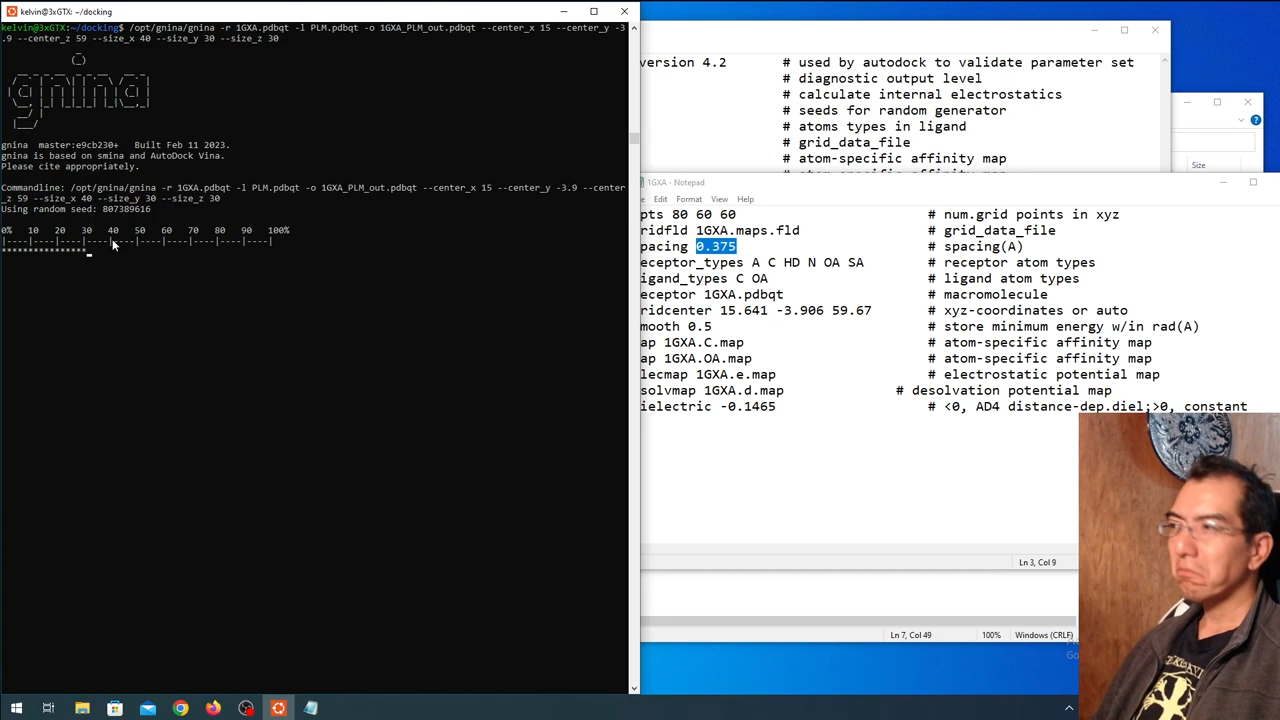 kelvin@3xGTX: ~/docking
kelvin@3xGTX:~/docking$ /opt/gnina/gnina -r 1GXA.pdbqt -l PLM.pdbqt -o 1GXA_PLM_out.pdbqt --center_x 15 --center_y -3
.9 --center_z 59 --size_x 40 --size_y 30 --size_z 30
gnina
gnina  master:e9cb230+   Built Feb 11 2023.
gnina is based on smina and AutoDock Vina.
Please cite appropriately.
Commandline: /opt/gnina/gnina -r 1GXA.pdbqt -l PLM.pdbqt -o 1GXA_PLM_out.pdbqt --center_x 15 --center_y -3.9 --center
_z 59 --size_x 40 --size_y 30 --size_z 30
Using random seed: 807389616
0%   10   20   30   40   50   60   70   80   90   100%
|----|----|----|----|----|----|----|----|----|----|
****************
version 4.2 # used by autodock to validate parameter set
# diagnostic output level
# calculate internal electrostatics
# seeds for random generator
# atoms types in ligand
# grid_data_file
# atom-specific affinity map
Size
1GXA - Notepad
Edit Format View Help
pts 80 60 60 # num.grid points in xyz
ridfld 1GXA.maps.fld # grid_data_file
pacing 0.375 # spacing(A)
eceptor_types A C HD N OA SA # receptor atom types
igand_types C OA # ligand atom types
eceptor 1GXA.pdbqt # macromolecule
ridcenter 15.641 -3.906 59.67 # xyz-coordinates or auto
mooth 0.5 # store minimum energy w/in rad(A)
ap 1GXA.C.map # atom-specific affinity map
ap 1GXA.OA.map # atom-specific affinity map
lecmap 1GXA.e.map # electrostatic potential map
solvmap 1GXA.d.map # desolvation potential map
ielectric -0.1465 # <0, AD4 distance-dep.diel;>0, constant
Ln 3, Col 9
Ln 7, Col 49 100% Windows (CRLF)